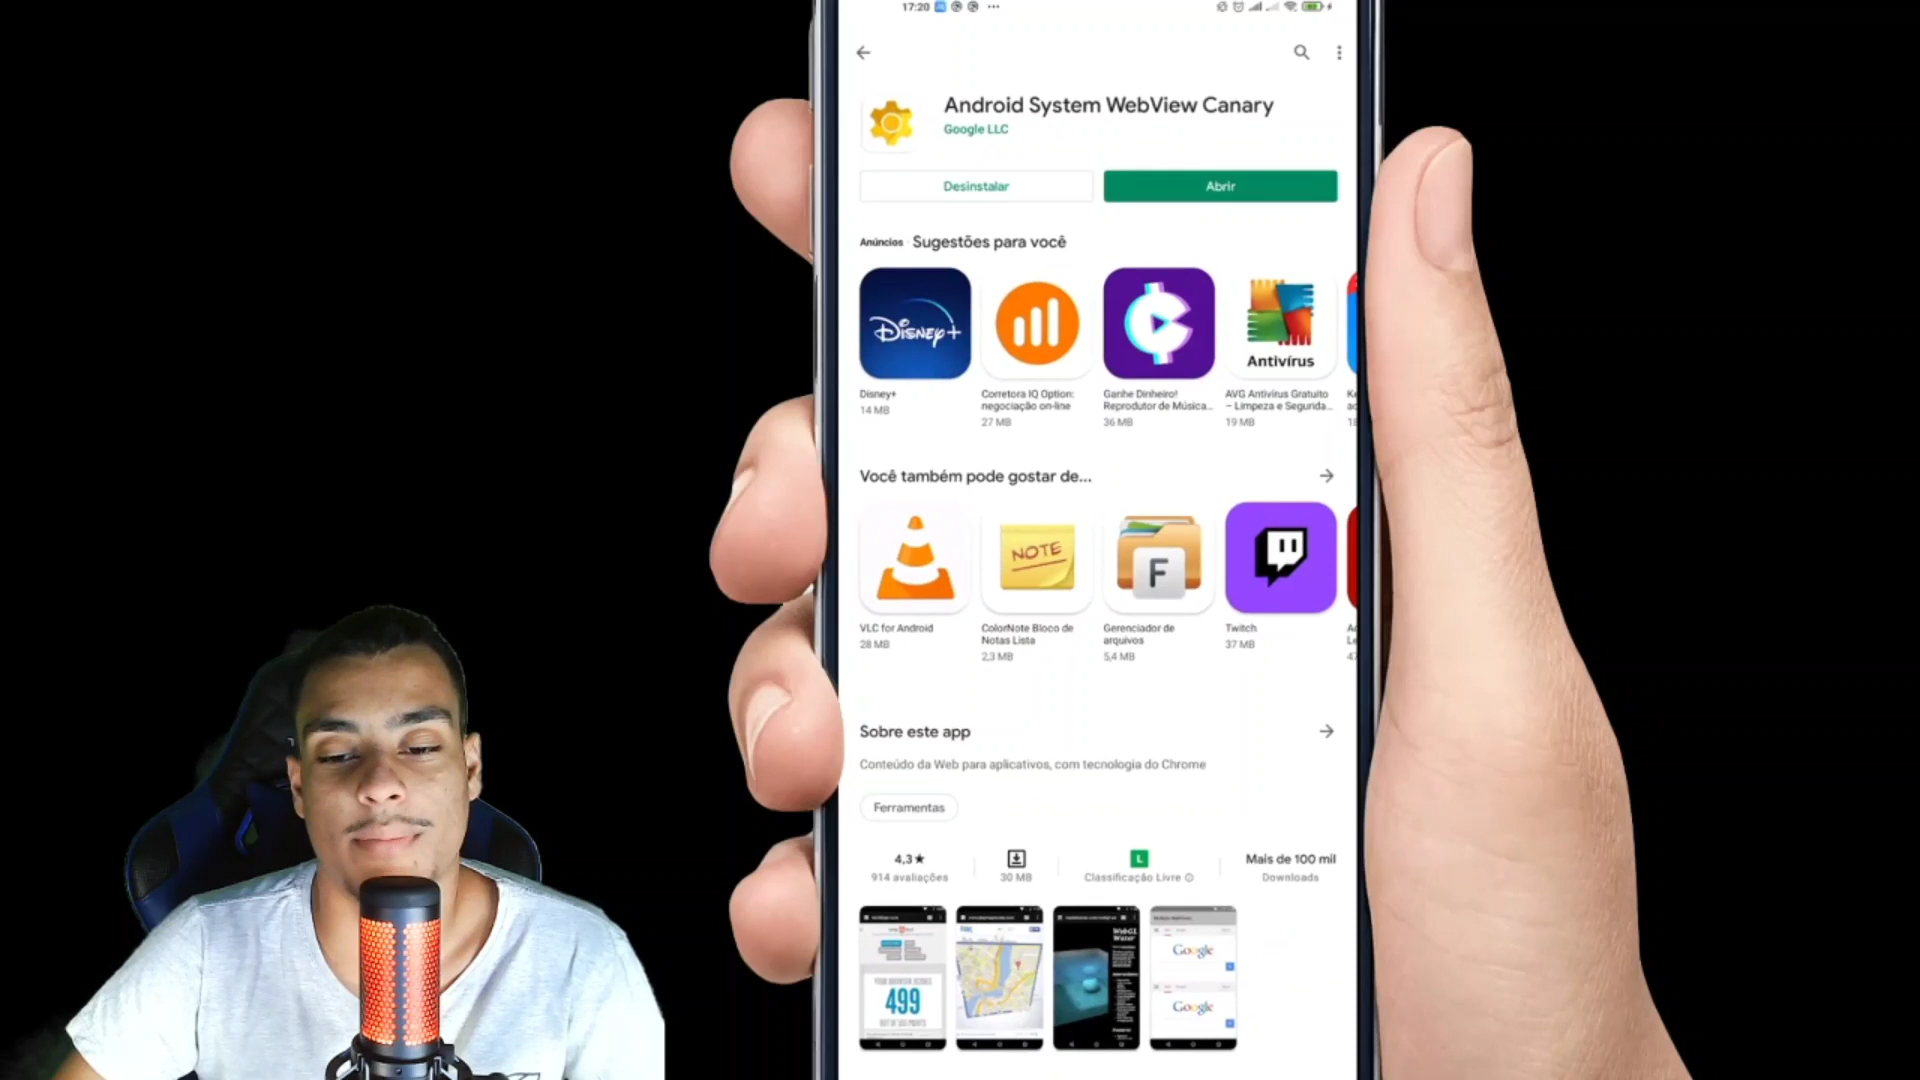 17:20
Android System WebView Canary
Google LLC
Desinstalar
Abrir
Anúncios · Sugestões para você
Disney+
Antivírus
Disney+
14 MB
Corretora IQ Option:
negociação on-line
27 MB
Ganhe Dinheiro!
Reprodutor de Música...
36 MB
AVG Antivírus Gratuito
– Limpeza e Segurida...
19 MB
Você também pode gostar de...
NOTE
F
VLC for Android
28 MB
ColorNote Bloco de
Notas Lista
2,3 MB
Gerenciador de
arquivos
5,4 MB
Twitch
37 MB
Sobre este app
Conteúdo da Web para aplicativos, com tecnologia do Chrome
Ferramentas
4,3★
914 avaliações
30 MB
L
Classificação Livre
Mais de 100 mil
Downloads
499
WebGL
Water
Google
Google